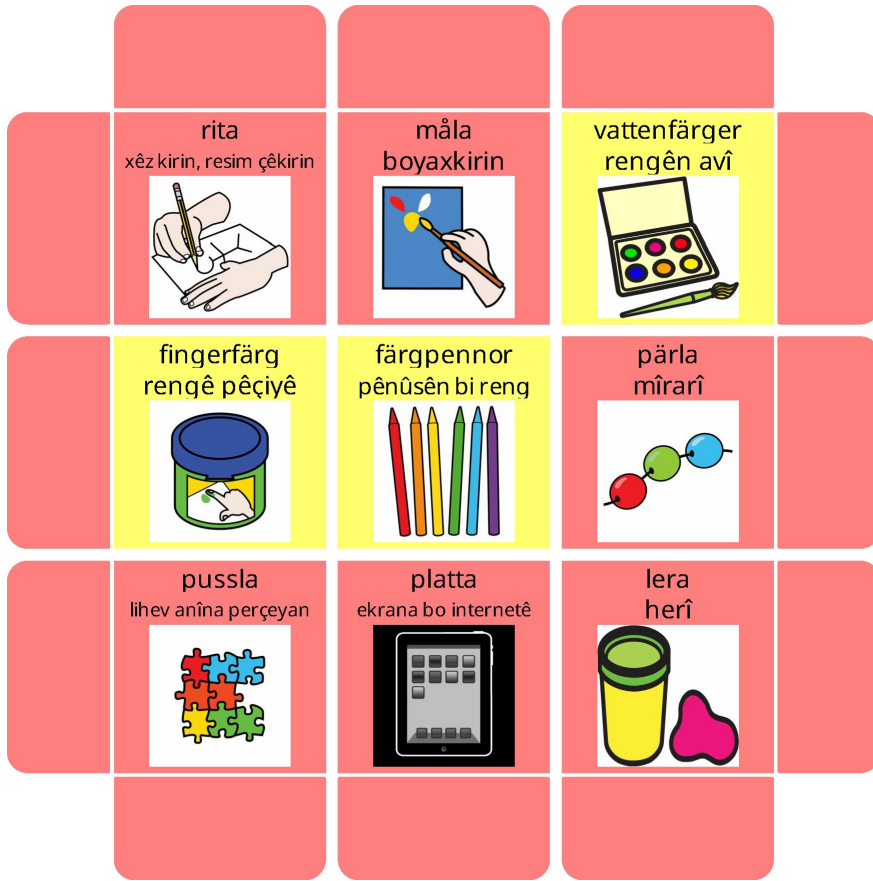 rita
xêz kirin, resim çêkirin
måla
boyaxkirin
vattenfärger
rengên avî
fingerfärg
rengê pêçiyê
färgpennor
pênûsên bi reng
pärla
mîrarî
pussla
lihev anîna perçeyan
platta
ekrana bo internetê
lera
herî